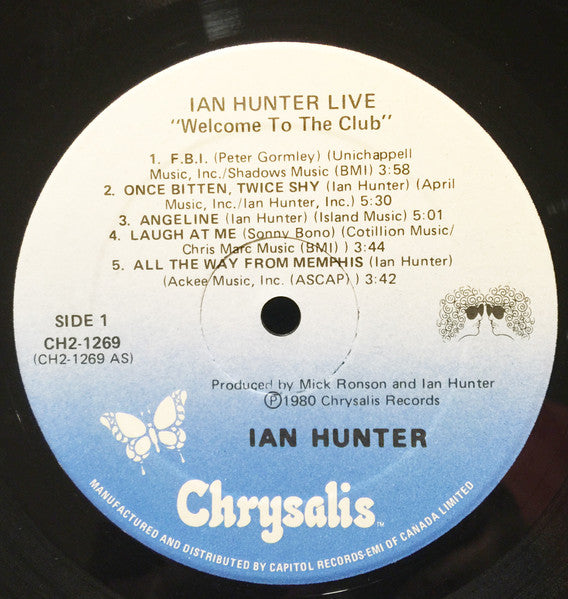 IAN HUNTER LIVE
"Welcome To The Club"
1. F.B.I. (Peter Gormley) (Unichappell
Music, Inc./Shadows Music (BMI) 3:58
2. ONCE BITTEN, TWICE SHY (Ian Hunter) (April
Music, Inc./Ian Hunter, Inc.) 5:30
3. ANGELINE (Ian Hunter) (Island Music) 5:01
4. LAUGH AT ME (Sonny Bono) (Cotillion Music/
Chris Marc Music (BMI) ) 3:44
5. ALL THE WAY FROM MEMPHIS (Ian Hunter)
(Ackee Music, Inc. (ASCAP) ) 3:42
SIDE 1
CH2-1269
(CH2-1269 AS)
Produced by Mick Ronson and Ian Hunter
Ⓟ1980 Chrysalis Records
IAN HUNTER
Chrysalis™
MANUFACTURED AND DISTRIBUTED BY CAPITOL RECORDS-EMI OF CANADA LIMITED